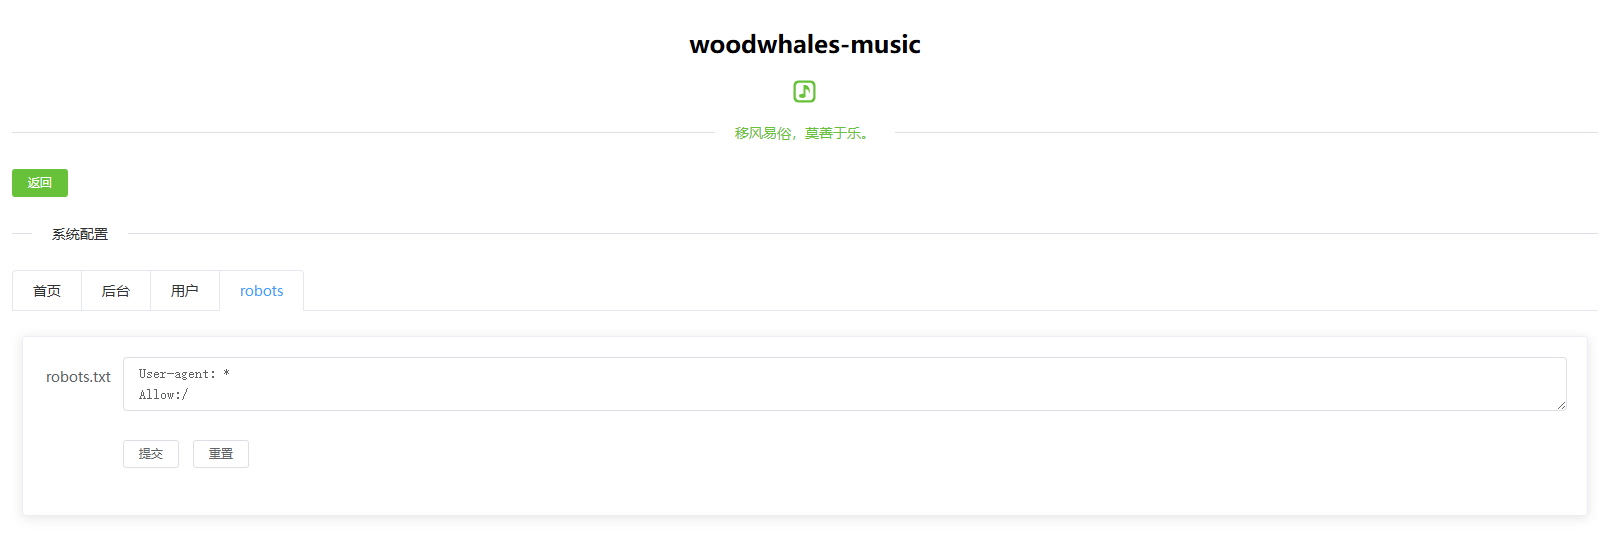 woodwhales-music
移风易俗，莫善于乐。
返回
系统配置
首页 后台 用户 robots
robots.txt
User-agent: *
Allow:/
提交 重置